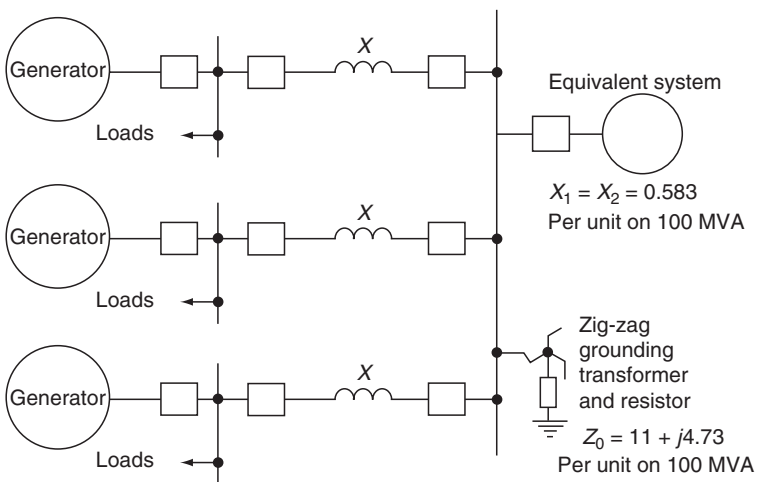 Generator
X
Equivalent system
Loads
X₁ = X₂ = 0.583
Per unit on 100 MVA
Generator
X
Loads
Zig-zag
grounding
transformer
and resistor
Generator
X
Z₀ = 11 + j4.73
Per unit on 100 MVA
Loads